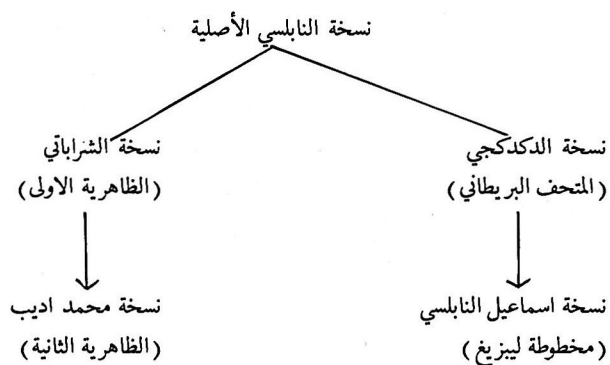 نسخة النابلسي الأصلية
نسخة الدكدكجي
(المتحف البريطاني)
نسخة الشراباتي
(الظاهرية الاولى)
نسخة اسماعيل النابلسي
(مخطوطة ليبزيغ)
نسخة محمد اديب
(الظاهرية الثانية)